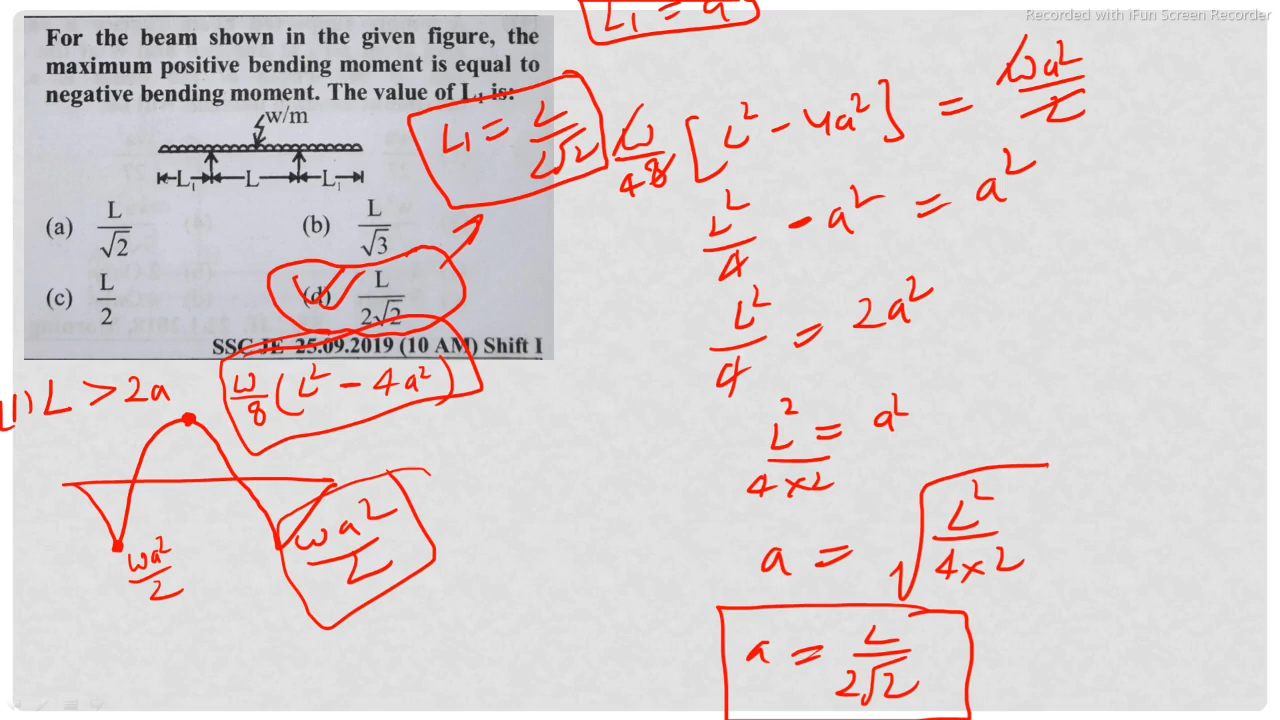 Recorded with iFun Screen Recorder
L₁ = a
For the beam shown in the given figure, the
maximum positive bending moment is equal to
negative bending moment. The value of L₁ is:
w/m
L₁ L L₁
(a) L/√2 (b) L/√3
(c) L/2 (d) L/2√2
SSC JE 25.09.2019 (10 AM) Shift I
L₁ = L/2√2
(1) L > 2a
w/8 (L² - 4a²)
wa²/2
wa²/2
w/48 [L² - 4a²] = wa²/2
L²/4 - a² = a²
L²/4 = 2a²
L²/4×2 = a²
a = √L²/4×2
a = L/2√2